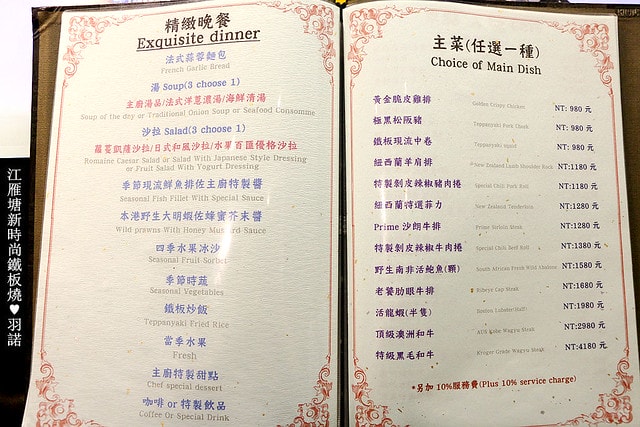 精緻晚餐
Exquisite dinner
法式蒜蓉麵包
French Garlic Bread
湯 Soup(3 choose 1)
主廚湯品/法式洋蔥濃湯/海鮮清湯
Soup of the dry or Traditional Onion Soup or Seafood Consomme
沙拉 Salad(3 choose 1)
蘿蔓凱薩沙拉/日式和風沙拉/水果百匯優格沙拉
Romaine Caesar Salad or Salad With Japanese Style Dressing
or Fruit Salad With Yogurt Dressing
季節現流鮮魚排佐主廚特製醬
Seasonal Fish Fillet With Special Sauce
本港野生大明蝦佐蜂蜜芥末醬
Wild prawns With Honey Mustard Sauce
四季水果冰沙
Seasonal Fruit Sorbet
季節時蔬
Seasonal Vegetables
鐵板炒飯
Teppanyaki Fried Rice
當季水果
Fresh
主廚特製甜點
Chef special dessert
咖啡 or 特製飲品
Coffee Or Special Drink
主菜(任選一種)
Choice of Main Dish
黃金脆皮雞排 Golden Crispy Chicken NT: 980 元
極黑松阪豬 Teppanyaki Pork Cheek NT: 980 元
鐵板現流中卷 Teppanyaki NT: 980 元
紐西蘭羊肩排 New Zealand Lamb Shoulder Rack NT:1180 元
特製剝皮辣椒豬肉捲 Special Chili Pork Roll NT:1180 元
紐西蘭特選菲力 New Zealand Tenderloin NT:1280 元
Prime 沙朗牛排 Prime Sirloin Steak NT:1280 元
特製剝皮辣椒牛肉捲 Special Chili Beef Roll NT:1380 元
野生南非活鮑魚(顆) South African Fresh Wild Abalone NT:1580 元
老饕肋眼牛排 Ribeye Cap Steak NT:1680 元
活龍蝦(半隻) Boston Lobster(Half) NT:1980 元
頂級澳洲和牛 AUS Kobe Wagyu Steak NT:2980 元
特級黑毛和牛 Kyoger Grade Wagyu Steak NT:4180 元
*另加 10%服務費(Plus 10% service charge)
江雁塘新時尚鐵板燒♥羽諾